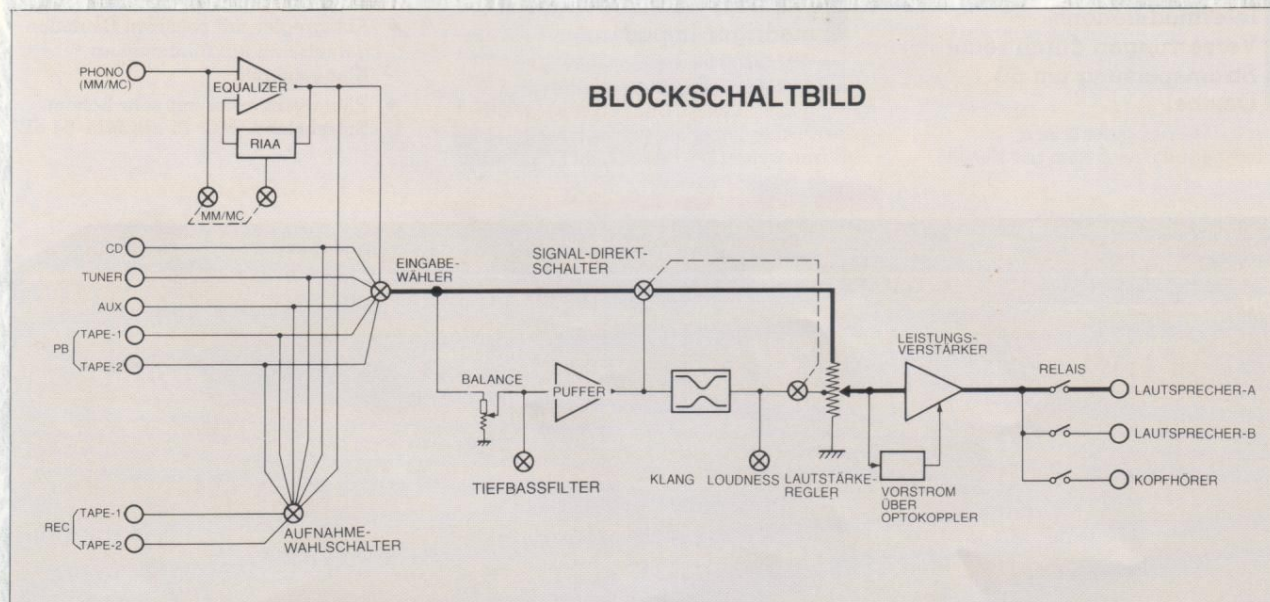 BLOCKSCHALTBILD
PHONO
(MM/MC)
EQUALIZER
RIAA
MM/MC
CD
TUNER
AUX
PB
TAPE-1
TAPE-2
EINGABE-
WÄHLER
SIGNAL-DIREKT-
SCHALTER
BALANCE
PUFFER
TIEFBASSFILTER
KLANG
LOUDNESS
LAUTSTÄRKE-
REGLER
LEISTUNGS-
VERSTÄRKER
VORSTROM
ÜBER
OPTOKOPPLER
RELAIS
LAUTSPRECHER-A
LAUTSPRECHER-B
KOPFHÖRER
REC
TAPE-1
TAPE-2
AUFNAHME-
WAHLSCHALTER